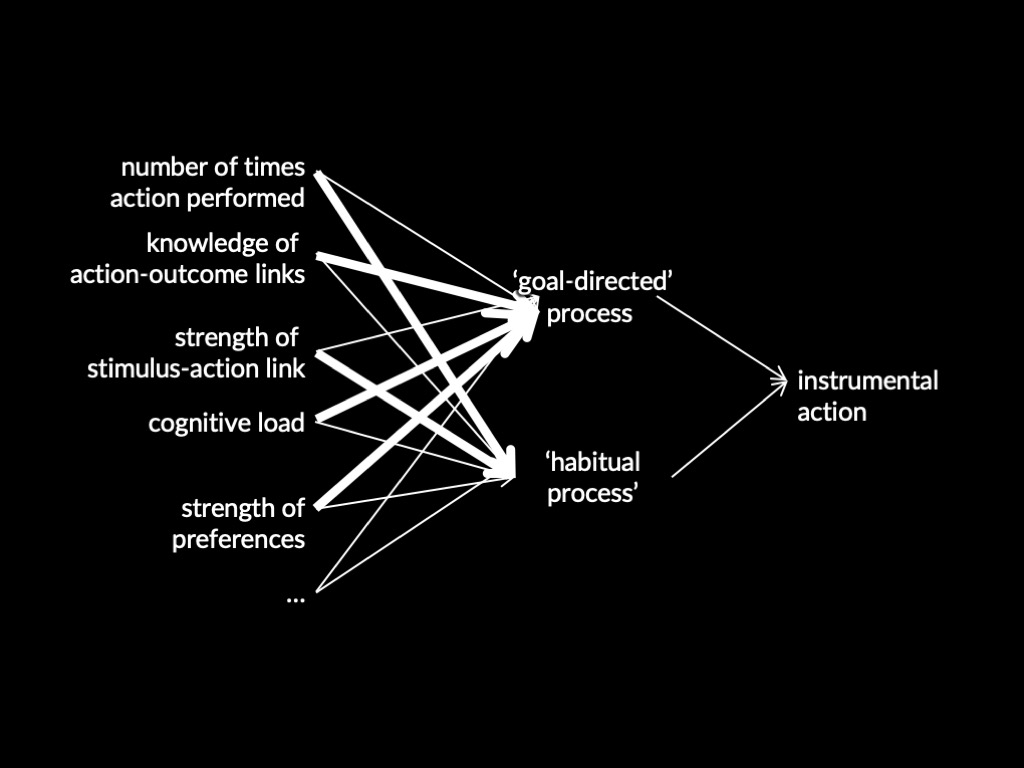 number of times
action performed
knowledge of
action-outcome links
strength of
stimulus-action link
cognitive load
strength of
preferences
...
‘goal-directed’
process
‘habitual
process’
instrumental
action